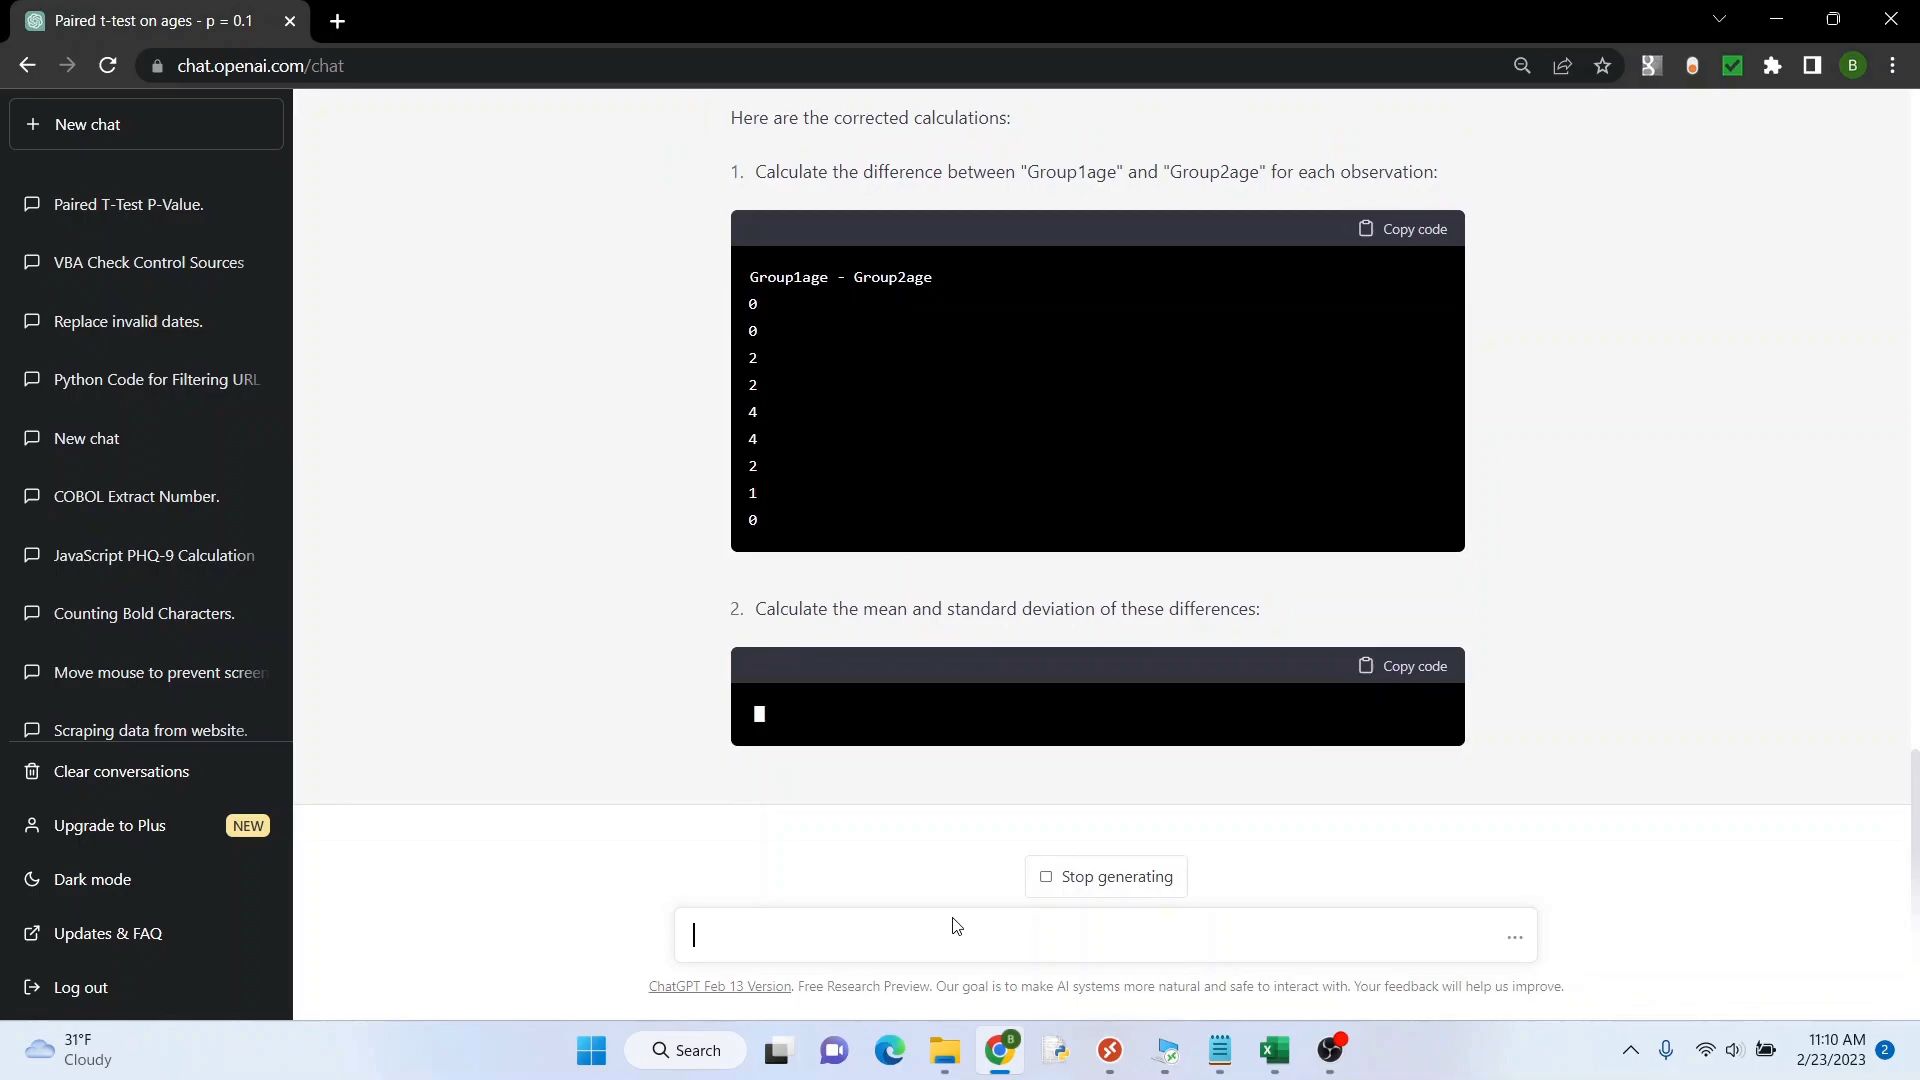 Paired t-test on ages - p = 0.1
chat.openai.com/chat
B
New chat
Paired T-Test P-Value.
VBA Check Control Sources
Replace invalid dates.
Python Code for Filtering URL
New chat
COBOL Extract Number.
JavaScript PHQ-9 Calculation
Counting Bold Characters.
Move mouse to prevent screen
Scraping data from website.
Clear conversations
Upgrade to Plus
NEW
Dark mode
Updates & FAQ
Log out
Here are the corrected calculations:
1. Calculate the difference between "Group1age" and "Group2age" for each observation:
Copy code
Group1age - Group2age
0
0
2
2
4
4
2
1
0
2. Calculate the mean and standard deviation of these differences:
Copy code
Stop generating
ChatGPT Feb 13 Version. Free Research Preview. Our goal is to make AI systems more natural and safe to interact with. Your feedback will help us improve.
31°F
Cloudy
Search
B
11:10 AM
2/23/2023
2